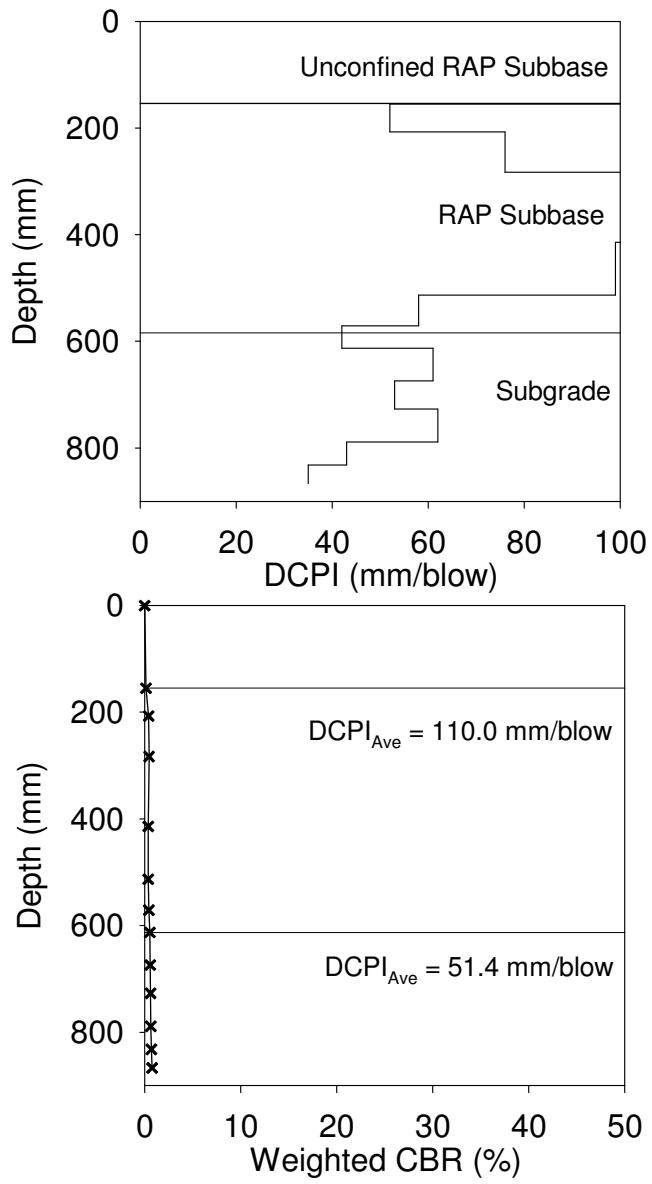 0
Unconfined RAP Subbase
200
RAP Subbase
400
600
Subgrade
800
Depth (mm)
0 20 40 60 80 100
DCPI (mm/blow)
0
200
DCPIAve = 110.0 mm/blow
400
600
DCPIAve = 51.4 mm/blow
800
Depth (mm)
0 10 20 30 40 50
Weighted CBR (%)